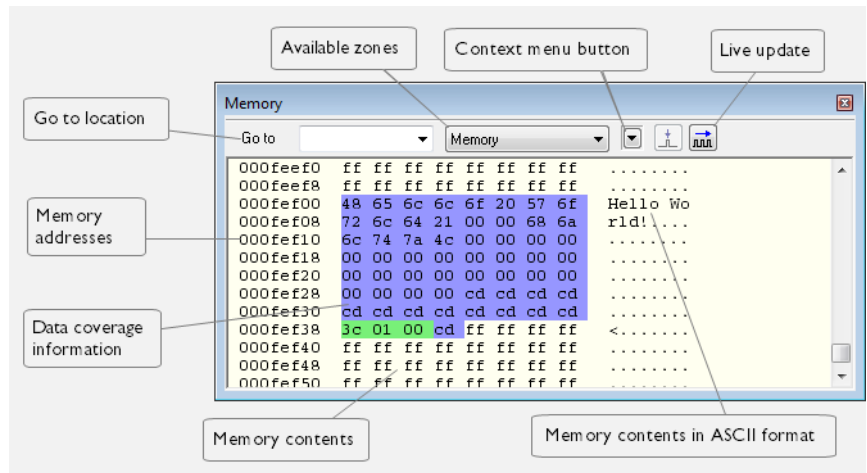 Available zones
Context menu button
Live update
Go to location
Memory
Go to
Memory
000feef0 ff ff ff ff ff ff ff ff ........
000feef8 ff ff ff ff ff ff ff ff ........
000fef00 48 65 6c 6c 6f 20 57 6f Hello Wo
000fef08 72 6c 64 21 00 00 68 6a rld!....
000fef10 6c 74 7a 4c 00 00 00 00 ........
000fef18 00 00 00 00 00 00 00 00 ........
000fef20 00 00 00 00 00 00 00 00 ........
000fef28 00 00 00 00 cd cd cd cd ........
000fef30 cd cd cd cd cd cd cd cd ........
000fef38 3c 01 00 cd ff ff ff ff <.......
000fef40 ff ff ff ff ff ff ff ff ........
000fef48 ff ff ff ff ff ff ff ff ........
000fef50 ff ff ff ff ff ff ff ff ........
Memory
addresses
Data coverage
information
Memory contents
Memory contents in ASCII format